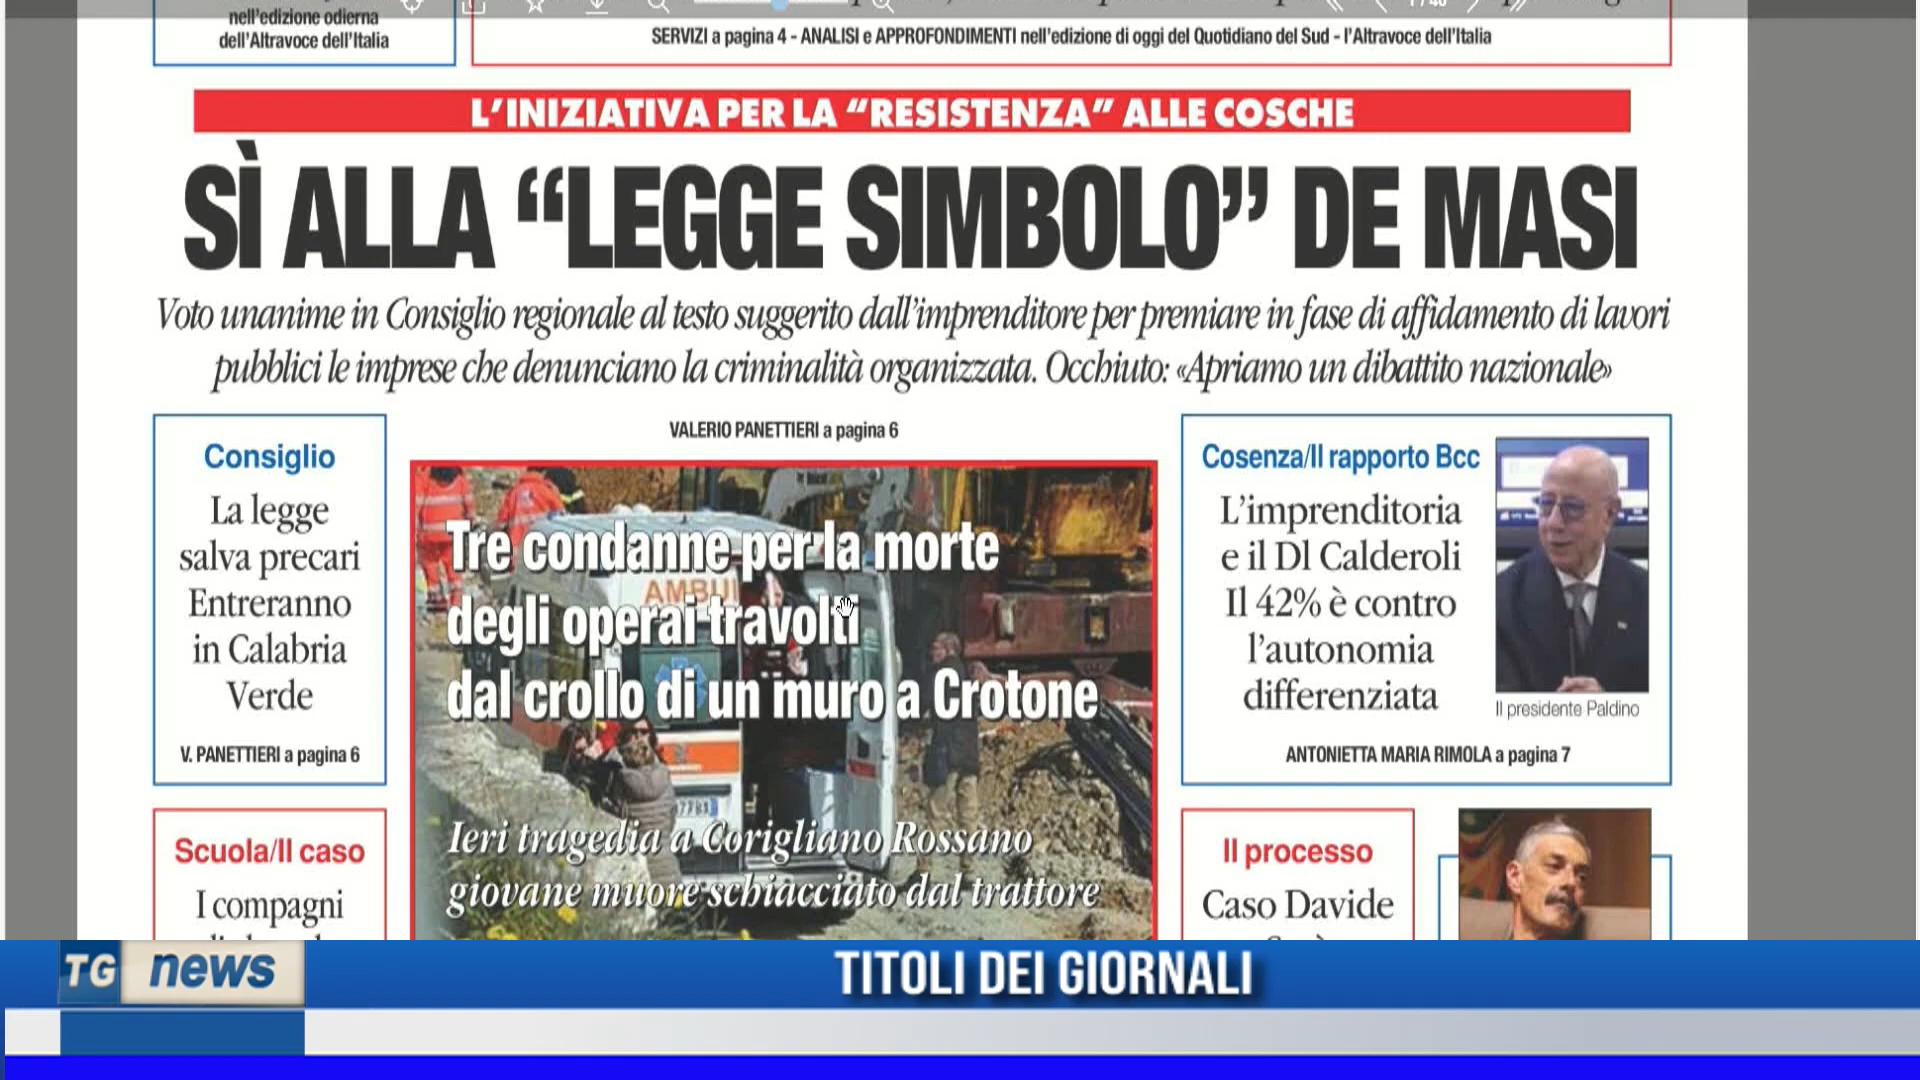 nell'edizione odierna
dell'Altravoce dell'Italia
SERVIZI a pagina 4 - ANALISI e APPROFONDIMENTI nell'edizione di oggi del Quotidiano del Sud - l'Altravoce dell'Italia
L'INIZIATIVA PER LA “RESISTENZA” ALLE COSCHE
SÌ ALLA “LEGGE SIMBOLO” DE MASI
Voto unanime in Consiglio regionale al testo suggerito dall'imprenditore per premiare in fase di affidamento di lavori
pubblici le imprese che denunciano la criminalità organizzata. Occhiuto: «Apriamo un dibattito nazionale»
VALERIO PANETTIERI a pagina 6
Consiglio
La legge
salva precari
Entreranno
in Calabria
Verde
V. PANETTIERI a pagina 6
Scuola/Il caso
I compagni
Tre condanne per la morte
degli operai travolti
dal crollo di un muro a Crotone
AMBU
Ieri tragedia a Corigliano Rossano
giovane muore schiacciato dal trattore
Cosenza/Il rapporto Bcc
L'imprenditoria
e il Dl Calderoli
Il 42% è contro
l'autonomia
differenziata
Il presidente Paldino
ANTONIETTA MARIA RIMOLA a pagina 7
Il processo
Caso Davide
TG news
TITOLI DEI GIORNALI